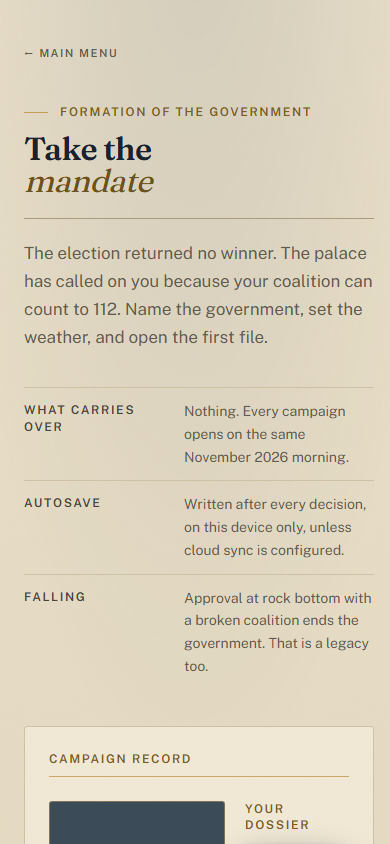 ← MAIN MENU
FORMATION OF THE GOVERNMENT
Take the
mandate
The election returned no winner. The palace
has called on you because your coalition can
count to 112. Name the government, set the
weather, and open the first file.
WHAT CARRIES
OVER
Nothing. Every campaign
opens on the same
November 2026 morning.
AUTOSAVE
Written after every decision,
on this device only, unless
cloud sync is configured.
FALLING
Approval at rock bottom with
a broken coalition ends the
government. That is a legacy
too.
CAMPAIGN RECORD
YOUR
DOSSIER